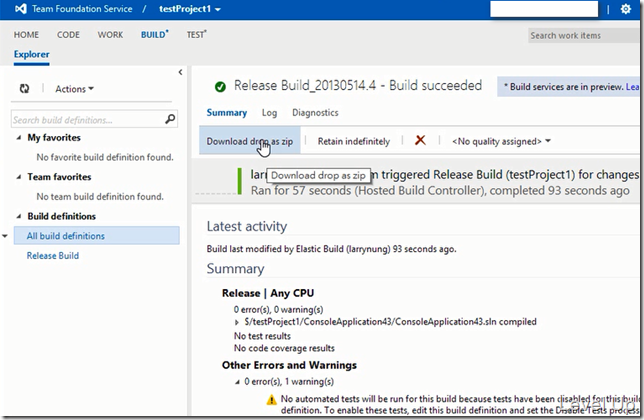 Team Foundation Service / testProject1
HOME CODE WORK BUILD* TEST*
Search work items
Explorer
Actions
Release Build_20130514.4 - Build succeeded
* Build services are in preview. Lea
Summary Log Diagnostics
Search build definitions
Download drop as zip Retain indefinitely <No quality assigned>
My favorites
No favorite build definition found.
Team favorites
No team build definition found.
Build definitions
All build definitions
Release Build
Download drop as zip
m triggered Release Build (testProject1) for changes
Ran for 57 seconds (Hosted Build Controller), completed 93 seconds ago
Latest activity
Build last modified by Elastic Build (larrynung) 93 seconds ago.
Summary
Release | Any CPU
0 error(s), 0 warning(s)
$/testProject1/ConsoleApplication43/ConsoleApplication43.sln compiled
No test results
No code coverage results
Other Errors and Warnings
0 error(s), 1 warning(s)
No automated tests will be run for this build because tests have been disabled for this b
definition. To enable these tests, edit this build definition and set the Disable Tests proces
Level Up